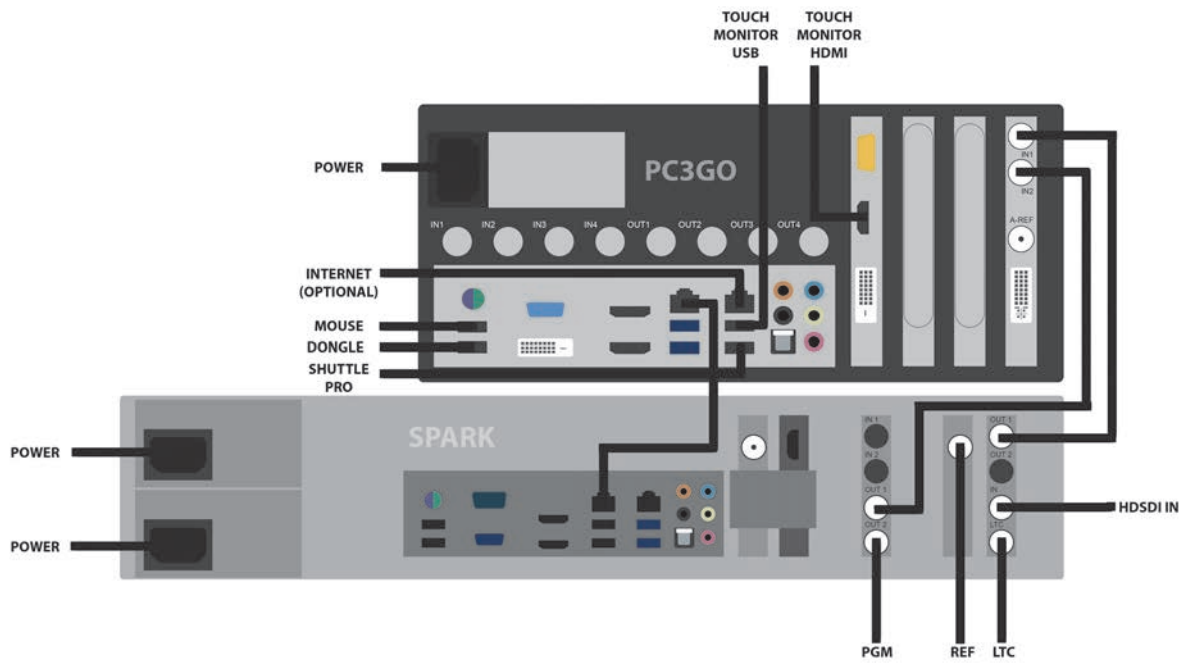 TOUCH
MONITOR
USB
TOUCH
MONITOR
HDMI
POWER
PC3GO
IN1
IN2
A-REF
IN1
IN2
IN3
IN4
OUT1
OUT2
OUT3
OUT4
INTERNET
(OPTIONAL)
MOUSE
DONGLE
SHUTTLE
PRO
SPARK
POWER
POWER
IN 1
IN 2
OUT 1
OUT 2
OUT 1
OUT 2
IN
LTC
HDSDI IN
PGM
REF
LTC